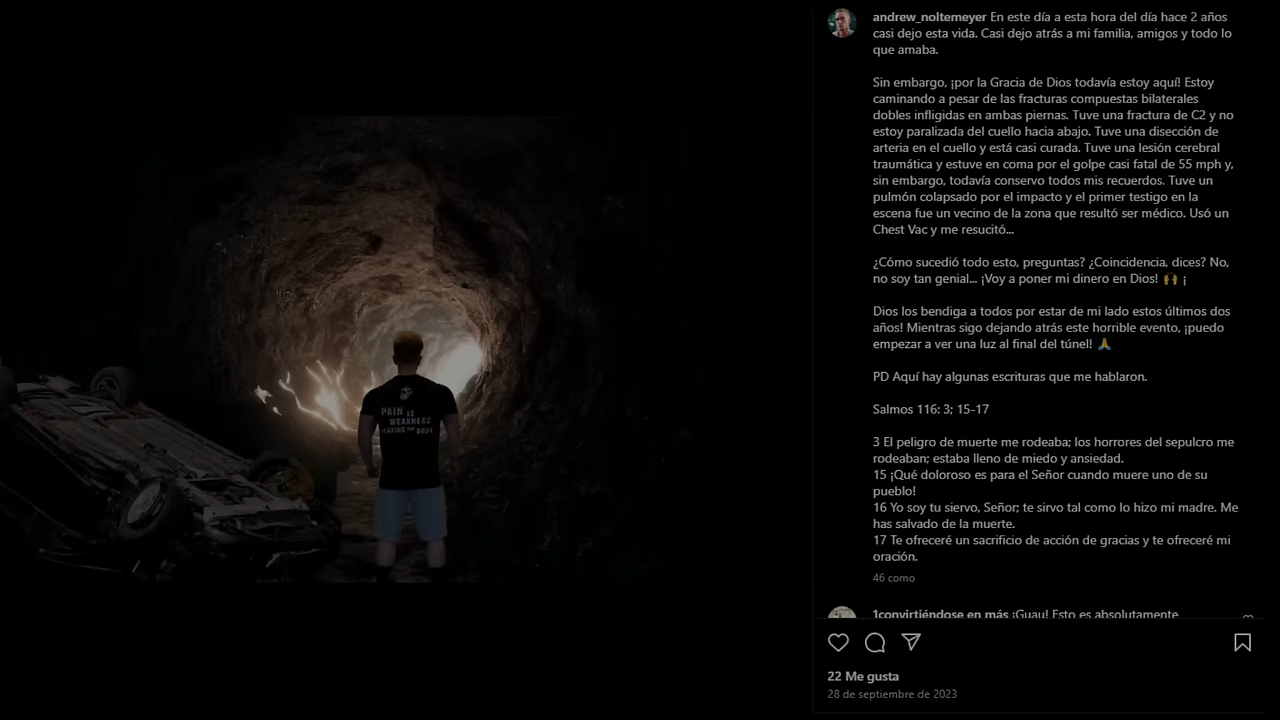 andrew_noltemeyer En este día a esta hora del día hace 2 años
casi dejo esta vida. Casi dejo atrás a mi familia, amigos y todo lo
que amaba.
Sin embargo, ¡por la Gracia de Dios todavía estoy aquí! Estoy
caminando a pesar de las fracturas compuestas bilaterales
dobles infligidas en ambas piernas. Tuve una fractura de C2 y no
estoy paralizada del cuello hacia abajo. Tuve una disección de
arteria en el cuello y está casi curada. Tuve una lesión cerebral
traumática y estuve en coma por el golpe casi fatal de 55 mph y,
sin embargo, todavía conservo todos mis recuerdos. Tuve un
pulmón colapsado por el impacto y el primer testigo en la
escena fue un vecino de la zona que resultó ser médico. Usó un
Chest Vac y me resucitó...
¿Cómo sucedió todo esto, preguntas? ¿Coincidencia, dices? No,
no soy tan genial... ¡Voy a poner mi dinero en Dios! 🙌 ¡
Dios los bendiga a todos por estar de mi lado estos últimos dos
años! Mientras sigo dejando atrás este horrible evento, ¡puedo
empezar a ver una luz al final del túnel! 🙏
PD Aquí hay algunas escrituras que me hablaron.
Salmos 116: 3; 15-17
3 El peligro de muerte me rodeaba; los horrores del sepulcro me
rodeaban; estaba lleno de miedo y ansiedad.
15 ¡Qué doloroso es para el Señor cuando muere uno de su
pueblo!
16 Yo soy tu siervo, Señor; te sirvo tal como lo hizo mi madre. Me
has salvado de la muerte.
17 Te ofreceré un sacrificio de acción de gracias y te ofreceré mi
oración.
46 como
1convirtiéndose en más ¡Guau! Esto es absolutamente
22 Me gusta
28 de septiembre de 2023
PAIN IS
WEAKNESS
LEAVING THE BODY